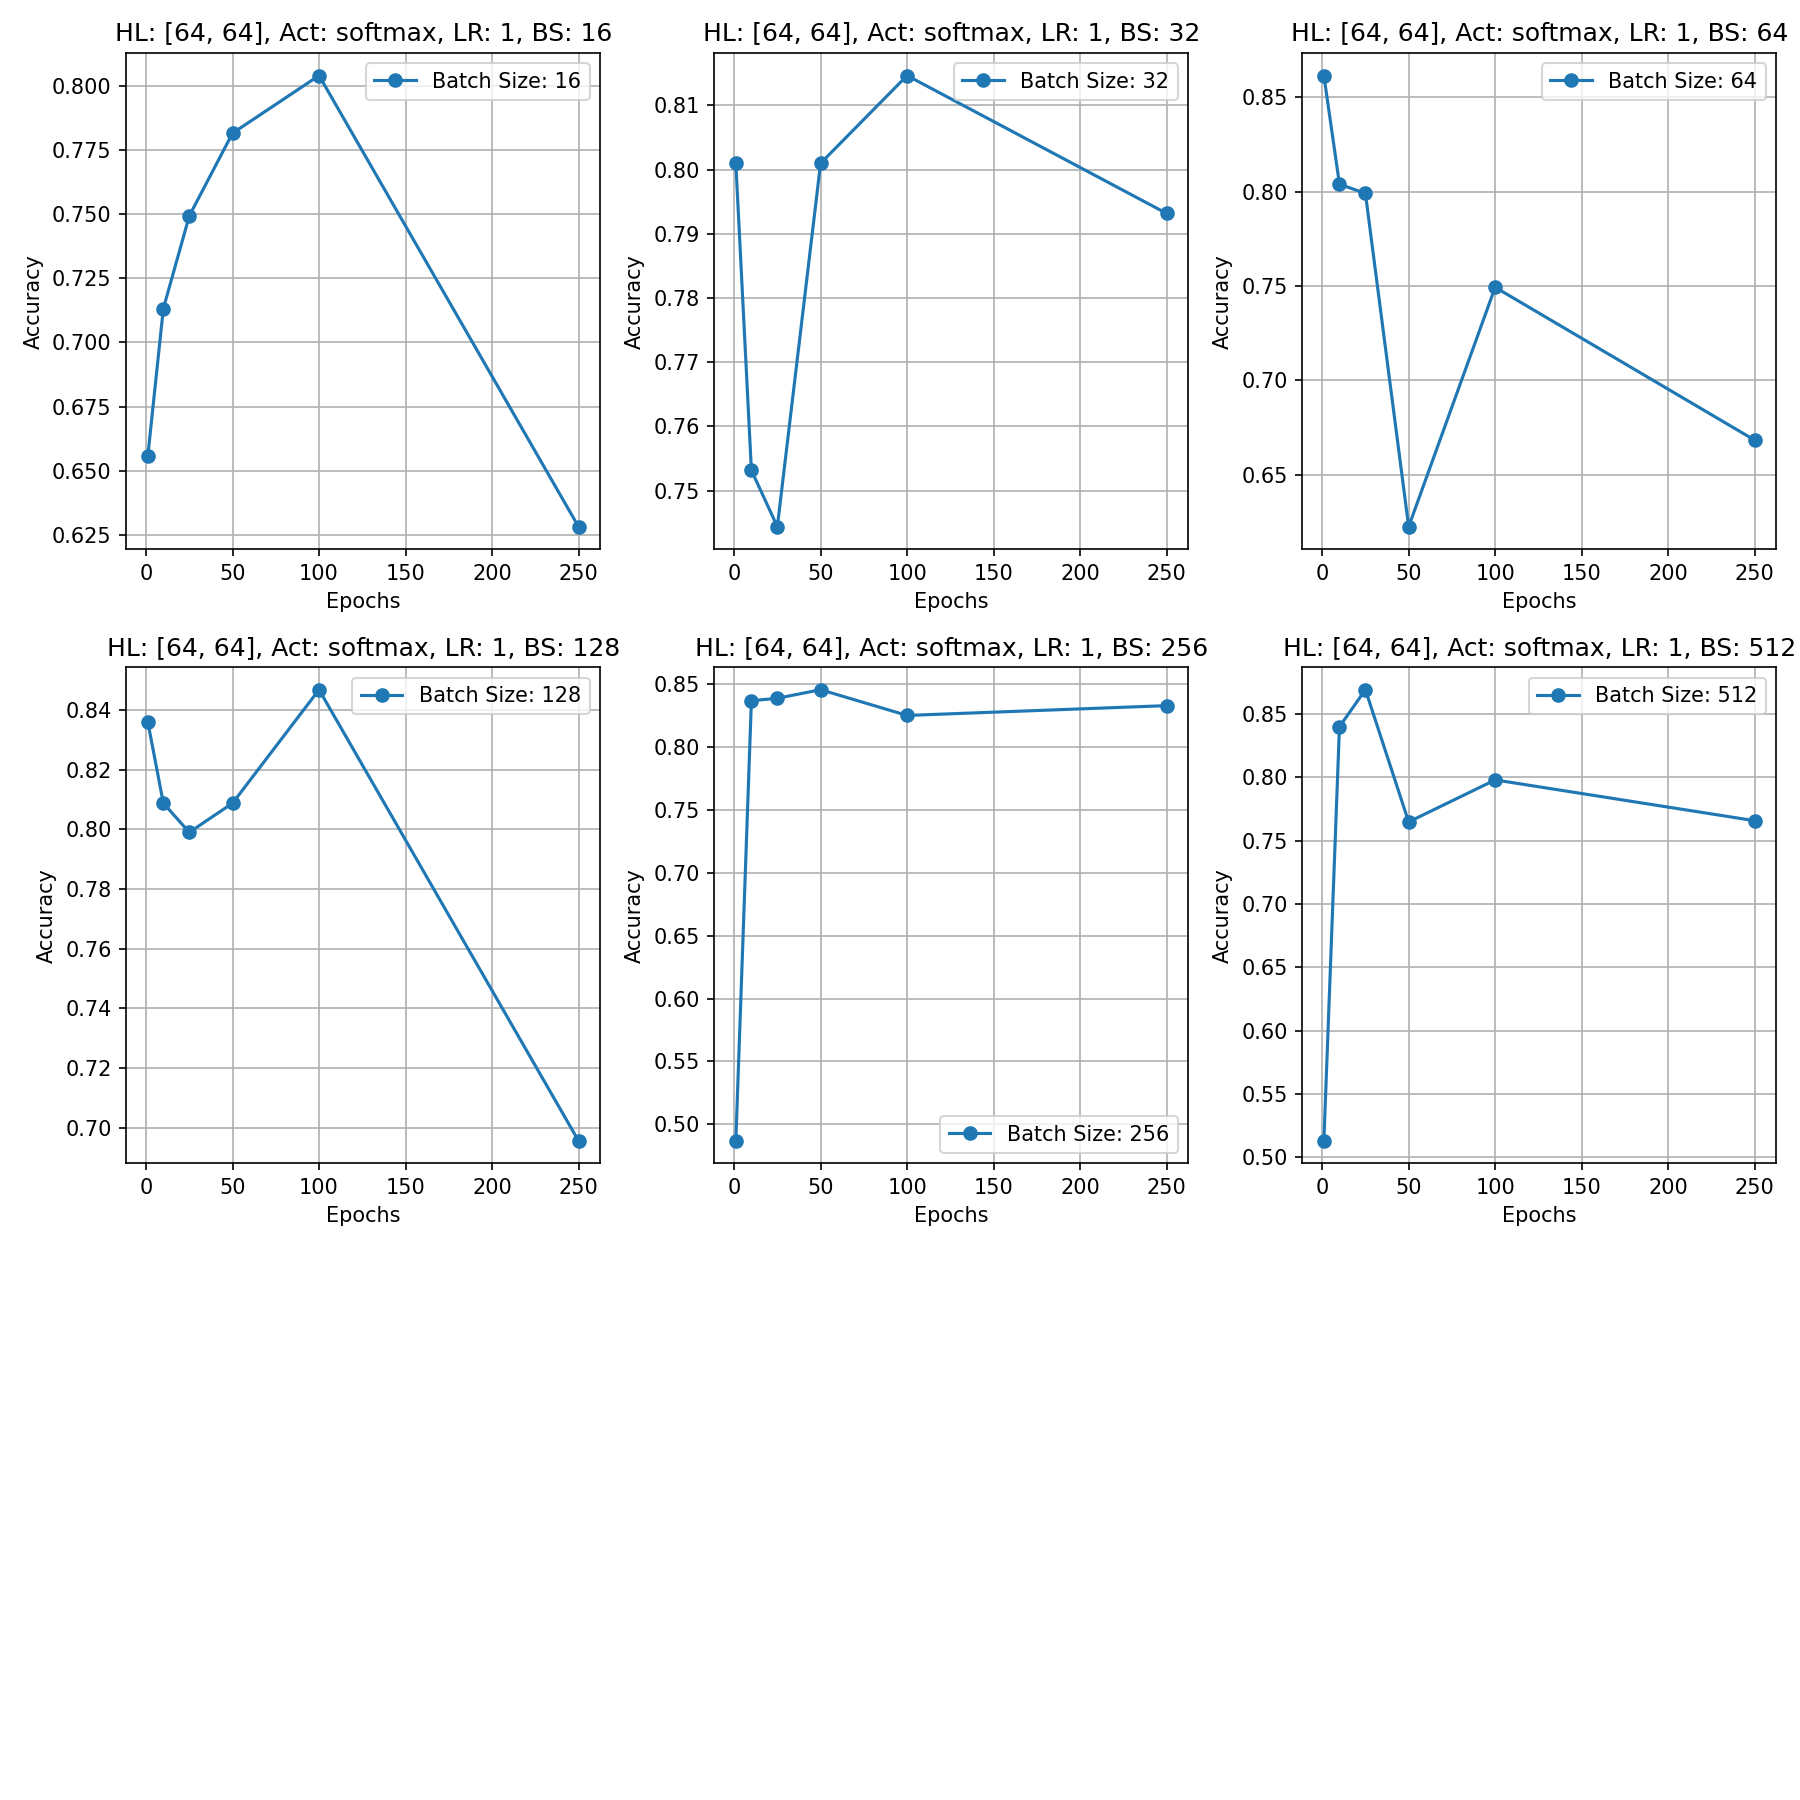 HL: [64, 64], Act: softmax, LR: 1, BS: 16
Batch Size: 16
Accuracy
0.800
0.775
0.750
0.725
0.700
0.675
0.650
0.625
0 50 100 150 200 250
Epochs
HL: [64, 64], Act: softmax, LR: 1, BS: 32
Batch Size: 32
Accuracy
0.81
0.80
0.79
0.78
0.77
0.76
0.75
0 50 100 150 200 250
Epochs
HL: [64, 64], Act: softmax, LR: 1, BS: 64
Batch Size: 64
Accuracy
0.85
0.80
0.75
0.70
0.65
0 50 100 150 200 250
Epochs
HL: [64, 64], Act: softmax, LR: 1, BS: 128
Batch Size: 128
Accuracy
0.84
0.82
0.80
0.78
0.76
0.74
0.72
0.70
0 50 100 150 200 250
Epochs
HL: [64, 64], Act: softmax, LR: 1, BS: 256
Accuracy
0.85
0.80
0.75
0.70
0.65
0.60
0.55
0.50
Batch Size: 256
0 50 100 150 200 250
Epochs
HL: [64, 64], Act: softmax, LR: 1, BS: 512
Batch Size: 512
Accuracy
0.85
0.80
0.75
0.70
0.65
0.60
0.55
0.50
0 50 100 150 200 250
Epochs